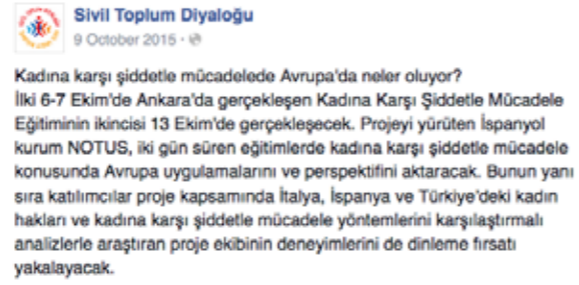 Sivil Toplum Diyaloğu
9 October 2015 ·
Kadına karşı şiddetle mücadelede Avrupa'da neler oluyor?
İlki 6-7 Ekim'de Ankara'da gerçekleşen Kadına Karşı Şiddetle Mücadele
Eğitiminin ikincisi 13 Ekim'de gerçekleşecek. Projeyi yürüten İspanyol
kurum NOTUS, iki gün süren eğitimlerde kadına karşı şiddetle mücadele
konusunda Avrupa uygulamalarını ve perspektifini aktaracak. Bunun yanı
sıra katılımcılar proje kapsamında İtalya, İspanya ve Türkiye'deki kadın
hakları ve kadına karşı şiddetle mücadele yöntemlerini karşılaştırmalı
analizlerle araştıran proje ekibinin deneyimlerini de dinleme fırsatı
yakalayacak.